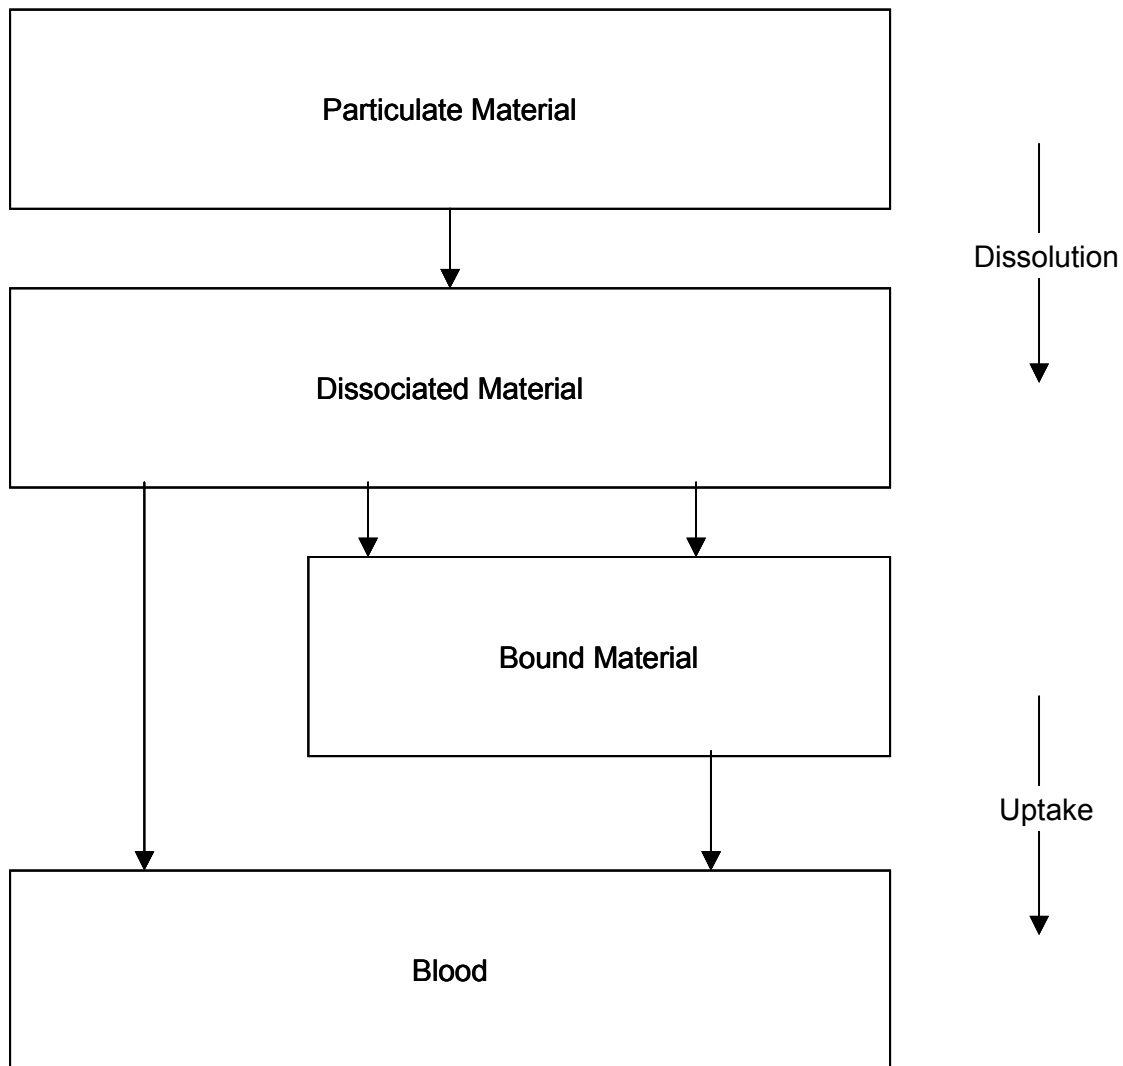 Particulate Material
Dissolution
Dissociated Material
Bound Material
Uptake
Blood